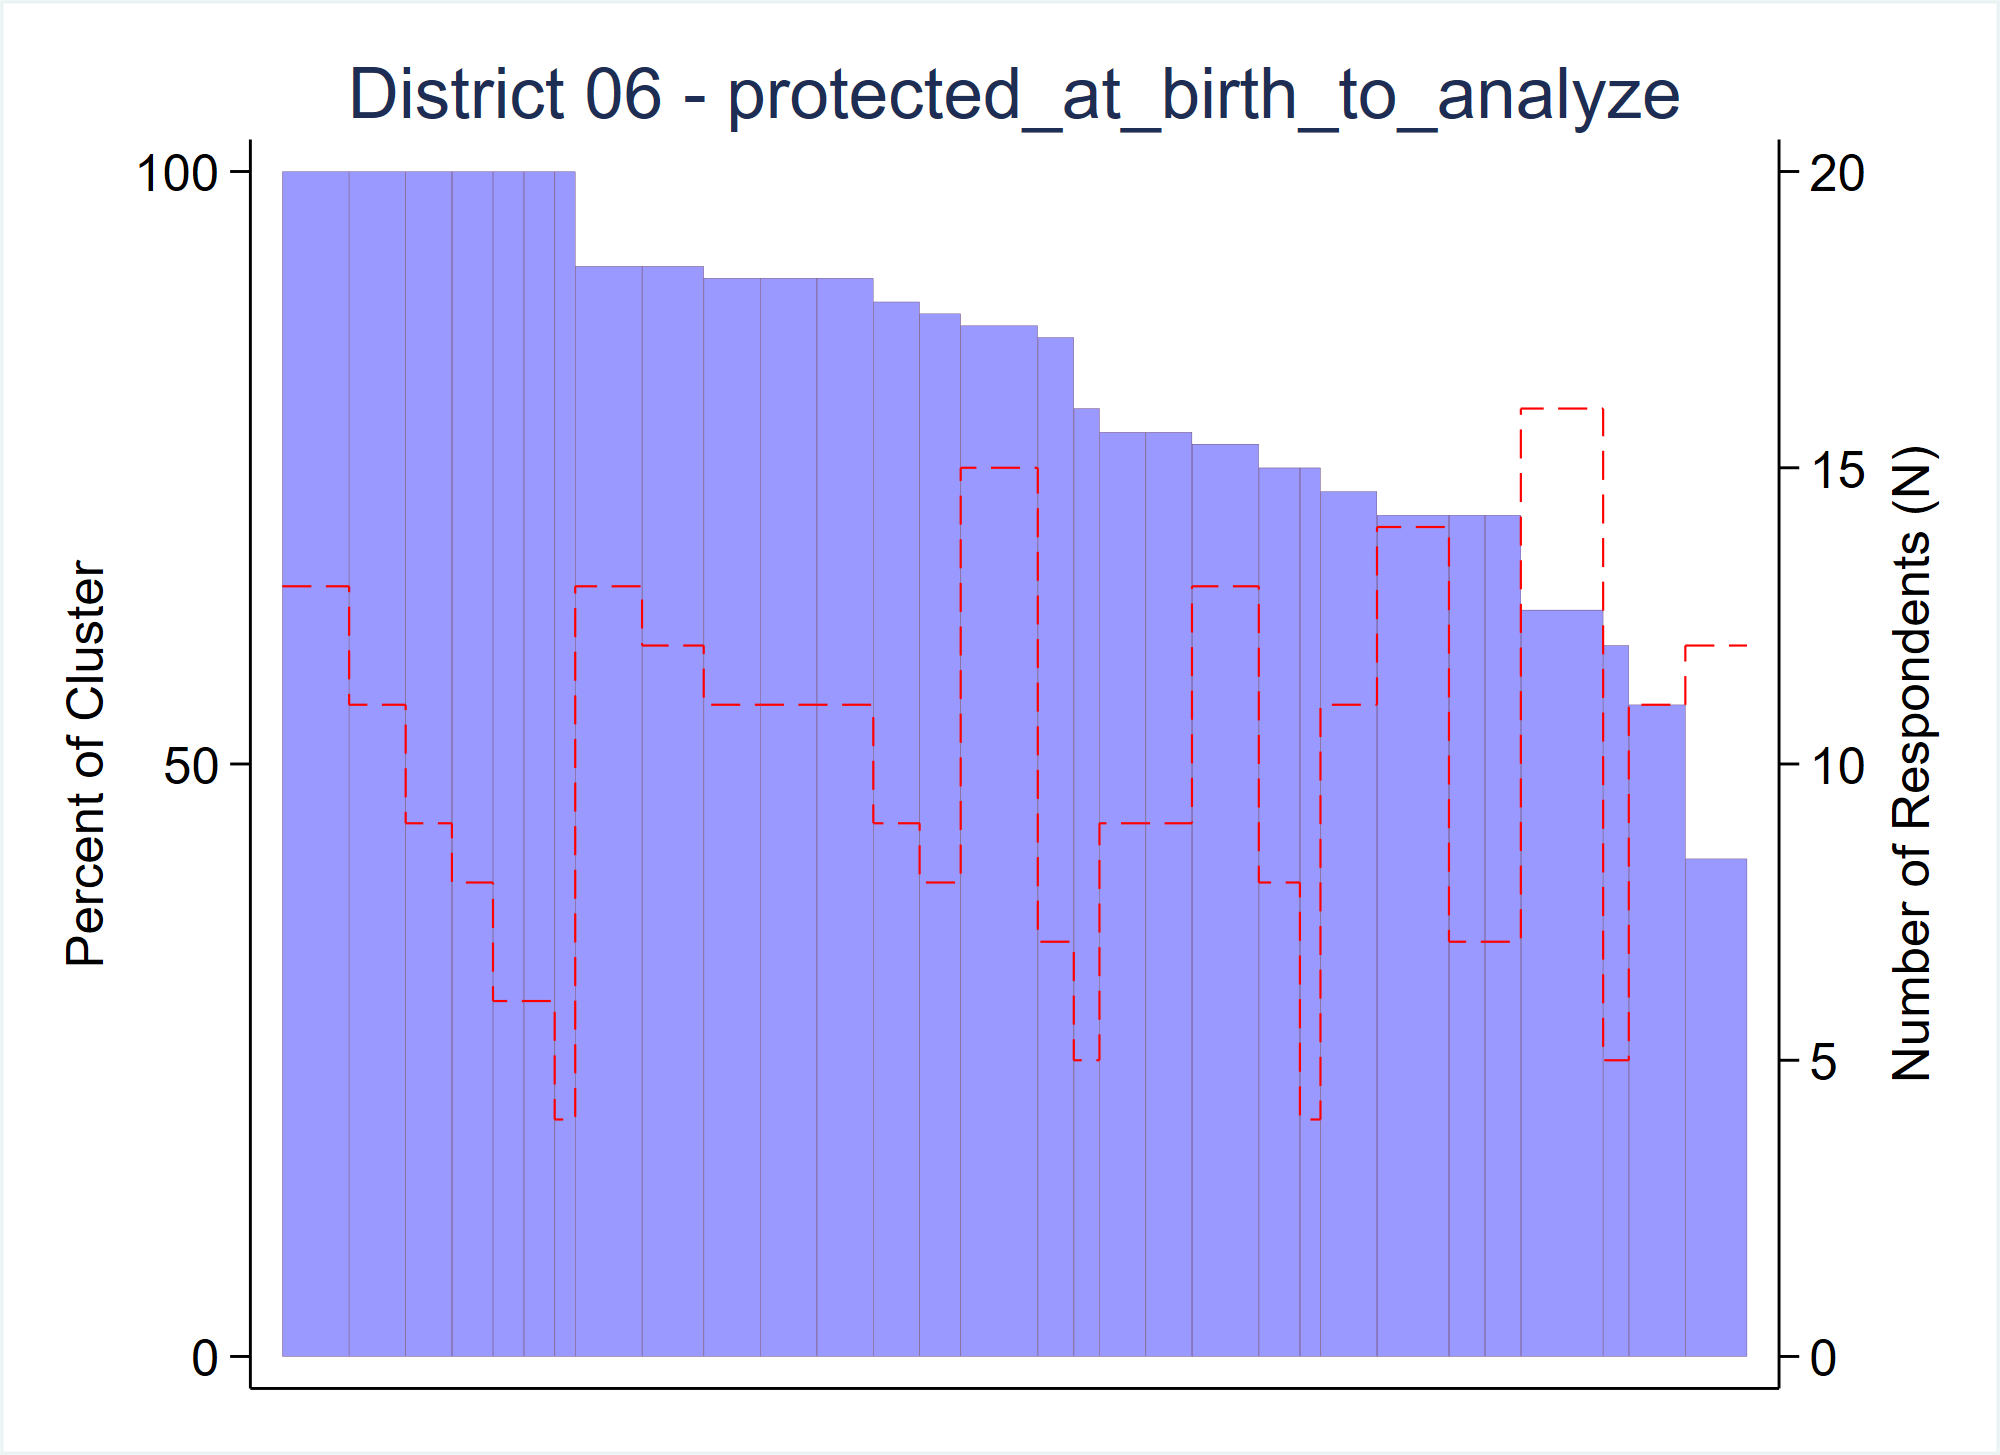 District 06 - protected_at_birth_to_analyze
100
50
0
Percent of Cluster
20
15
10
5
0
Number of Respondents (N)